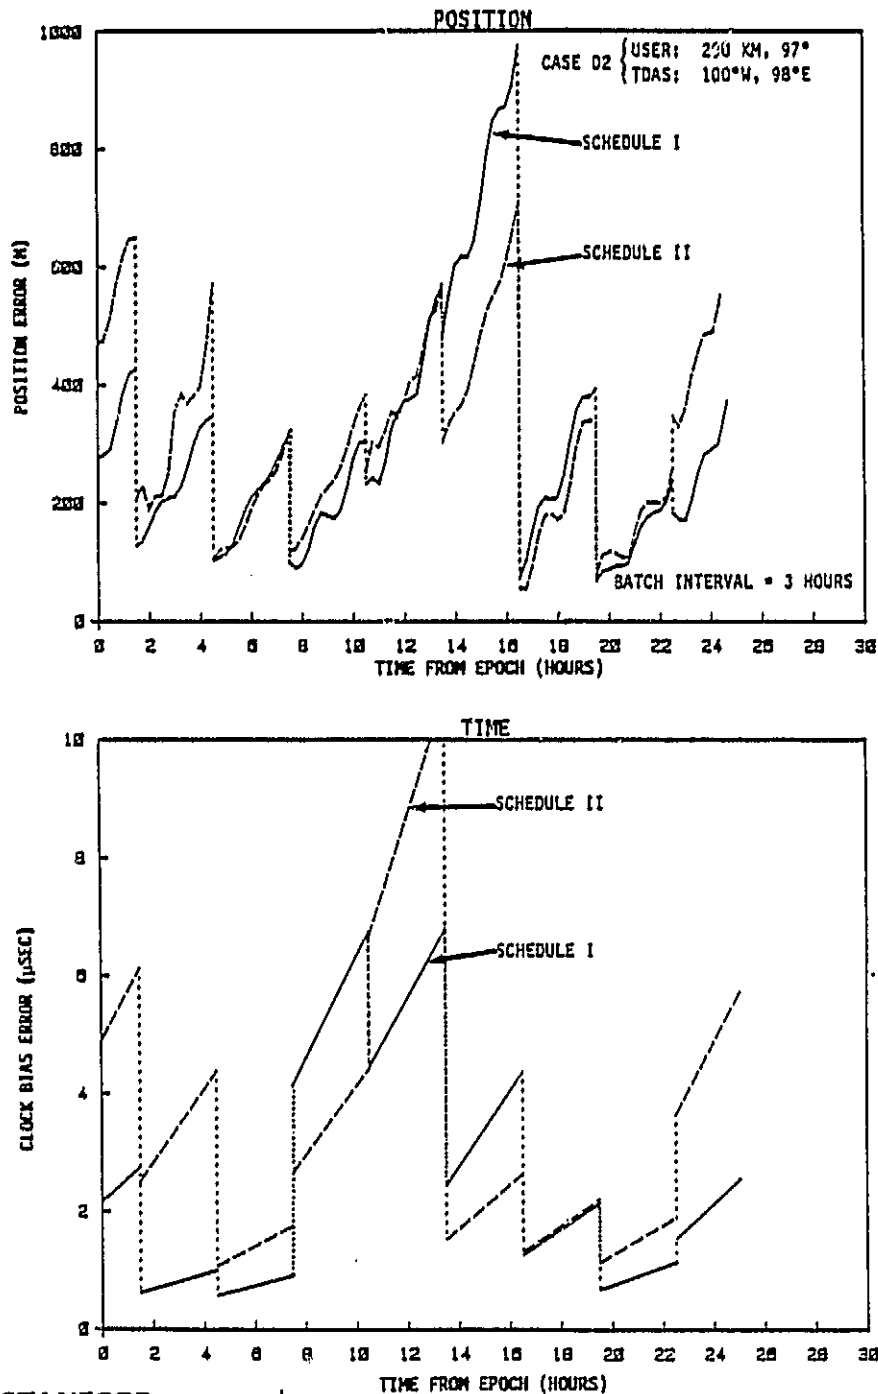 POSITION
1000
CASE D2 { USER: 200 KM, 97°
TDAS: 100°W, 98°E
SCHEDULE I
800
SCHEDULE II
600
POSITION ERROR (M)
400
200
BATCH INTERVAL = 3 HOURS
0
0 2 4 6 8 10 12 14 16 18 20 22 24 26 28 30
TIME FROM EPOCH (HOURS)
TIME
10
SCHEDULE II
8
SCHEDULE I
6
CLOCK BIAS ERROR (µSEC)
4
2
0
0 2 4 6 8 10 12 14 16 18 20 22 24 26 28 30
TIME FROM EPOCH (HOURS)